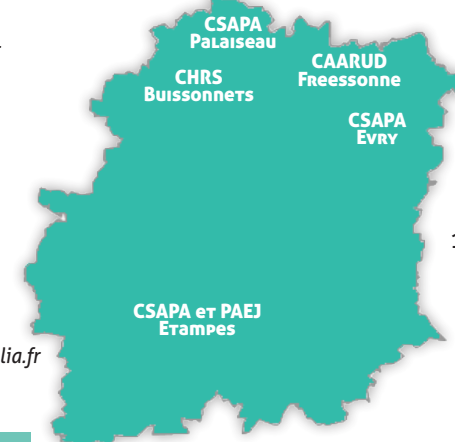 CSAPA
Palaiseau
CAARUD
Freessonne
CHRS
Buissonnets
CSAPA
Evry
CSAPA et PAEJ
Etampes
lia.fr